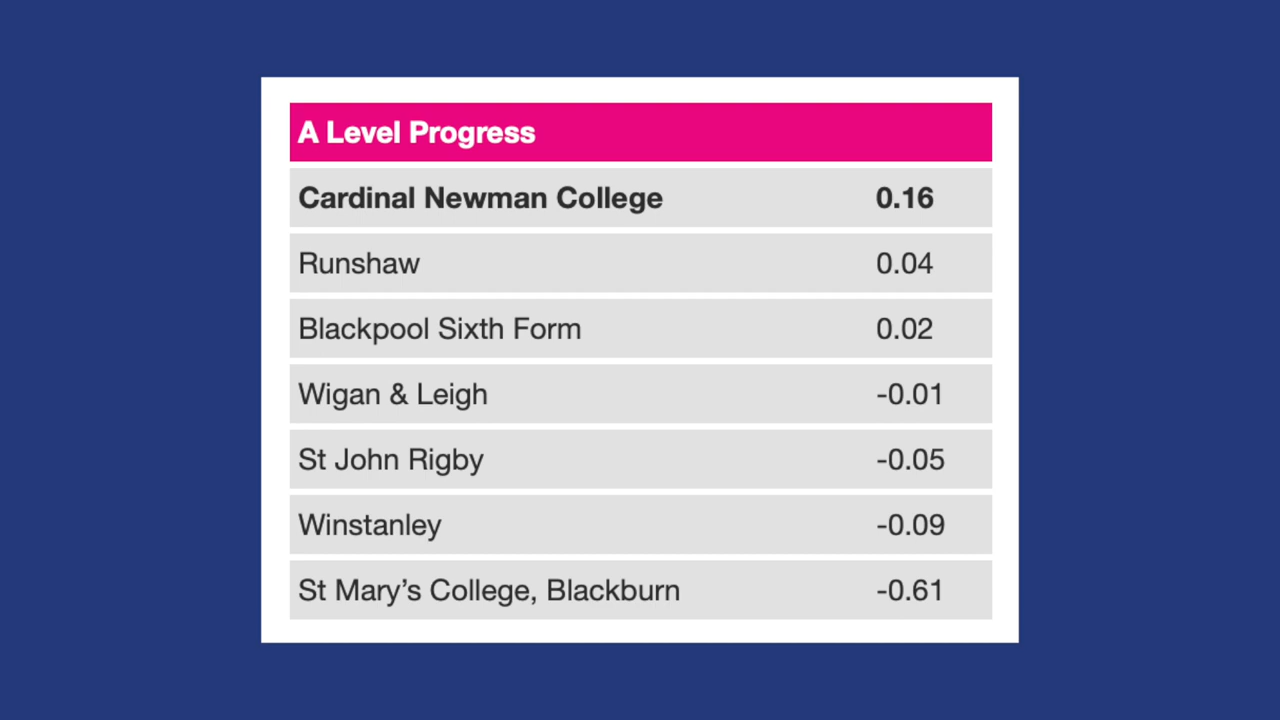 A Level Progress
Cardinal Newman College 0.16
Runshaw 0.04
Blackpool Sixth Form 0.02
Wigan & Leigh -0.01
St John Rigby -0.05
Winstanley -0.09
St Mary’s College, Blackburn -0.61